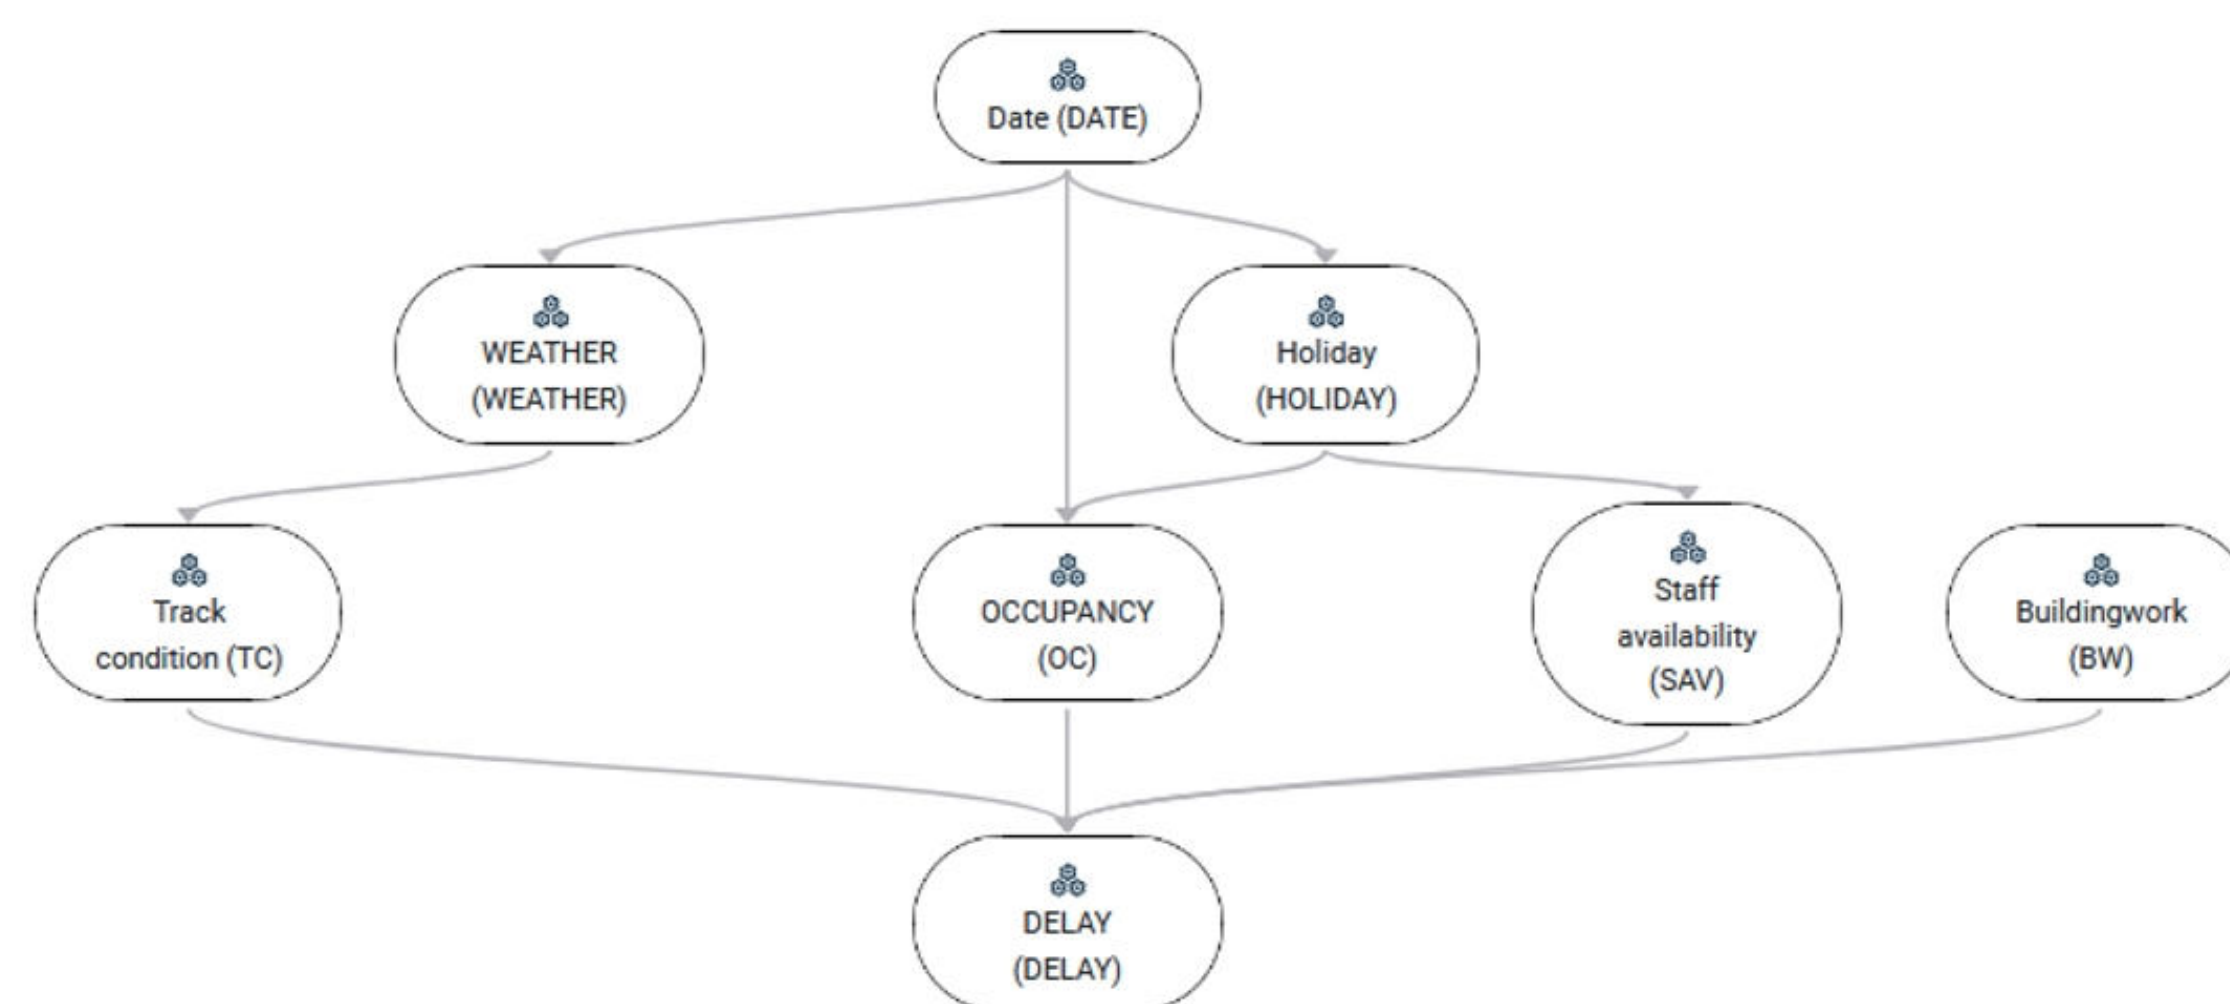 Date (DATE)
WEATHER
(WEATHER)
Holiday
(HOLIDAY)
Track
condition (TC)
OCCUPANCY
(OC)
Staff
availability
(SAV)
Buildingwork
(BW)
DELAY
(DELAY)